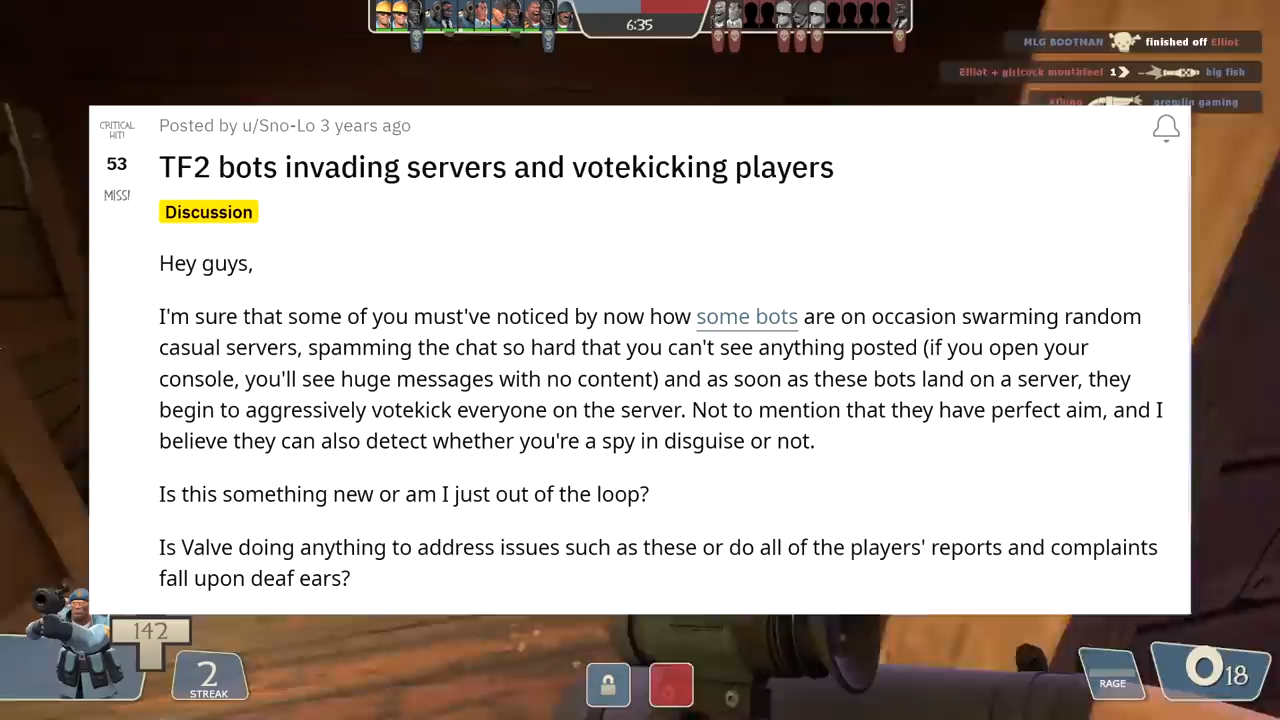 6:35
3
5
MLG BOOTMAN finished off Elliot
Elliot + girlcock mouthfeel 1 big fish
gremlin gaming
CRITICAL HIT!
53
MISS!
Posted by u/Sno-Lo 3 years ago
TF2 bots invading servers and votekicking players
Discussion
Hey guys,
I'm sure that some of you must've noticed by now how some bots are on occasion swarming random
casual servers, spamming the chat so hard that you can't see anything posted (if you open your
console, you'll see huge messages with no content) and as soon as these bots land on a server, they
begin to aggressively votekick everyone on the server. Not to mention that they have perfect aim, and I
believe they can also detect whether you're a spy in disguise or not.
Is this something new or am I just out of the loop?
Is Valve doing anything to address issues such as these or do all of the players' reports and complaints
fall upon deaf ears?
142
2
STREAK
RAGE
0 18